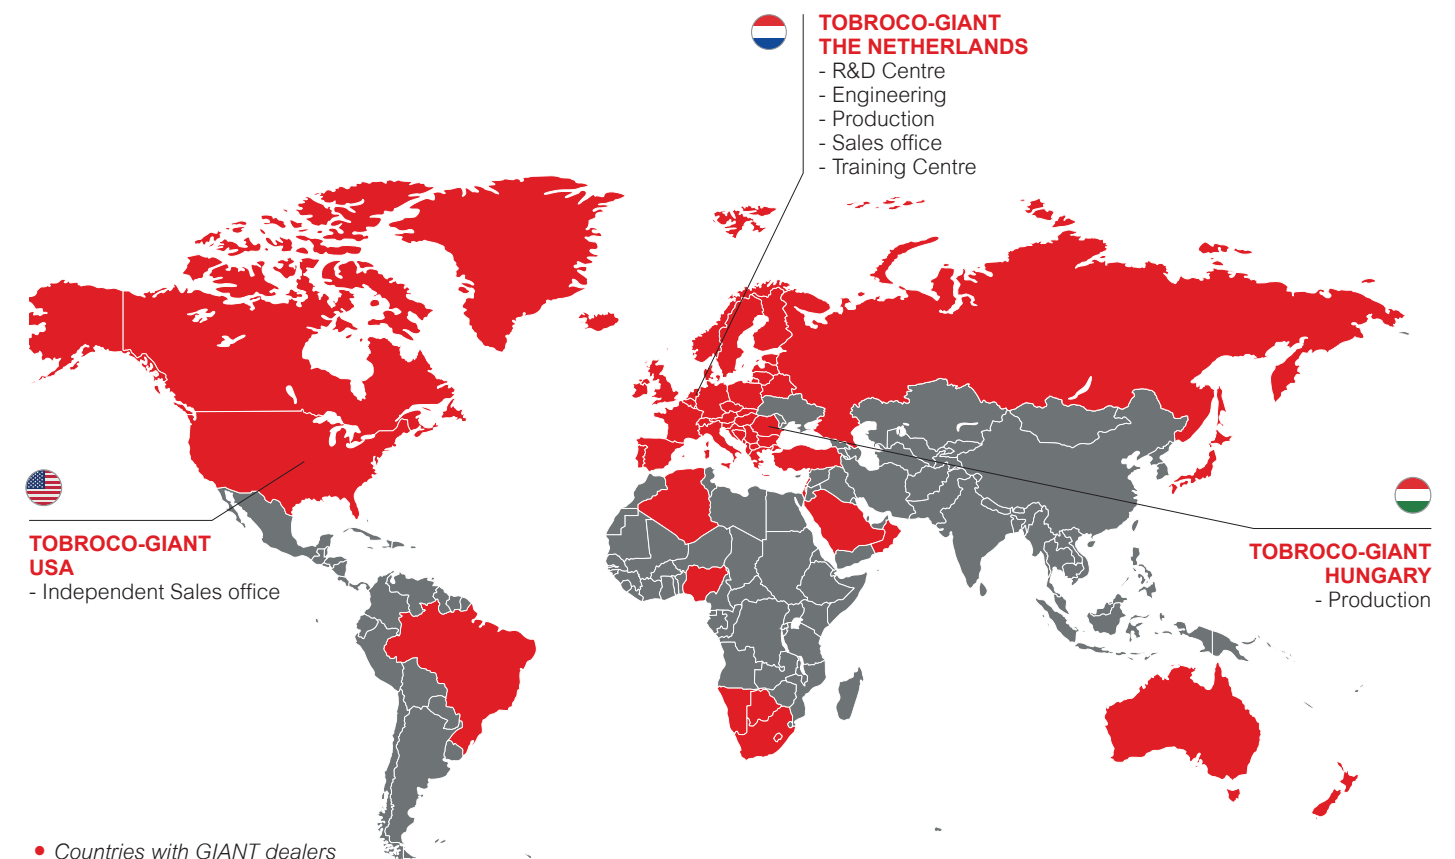 TOBROCO-GIANT
THE NETHERLANDS
- R&D Centre
- Engineering
- Production
- Sales office
- Training Centre
TOBROCO-GIANT
USA
- Independent Sales office
TOBROCO-GIANT
HUNGARY
- Production
• Countries with GIANT dealers